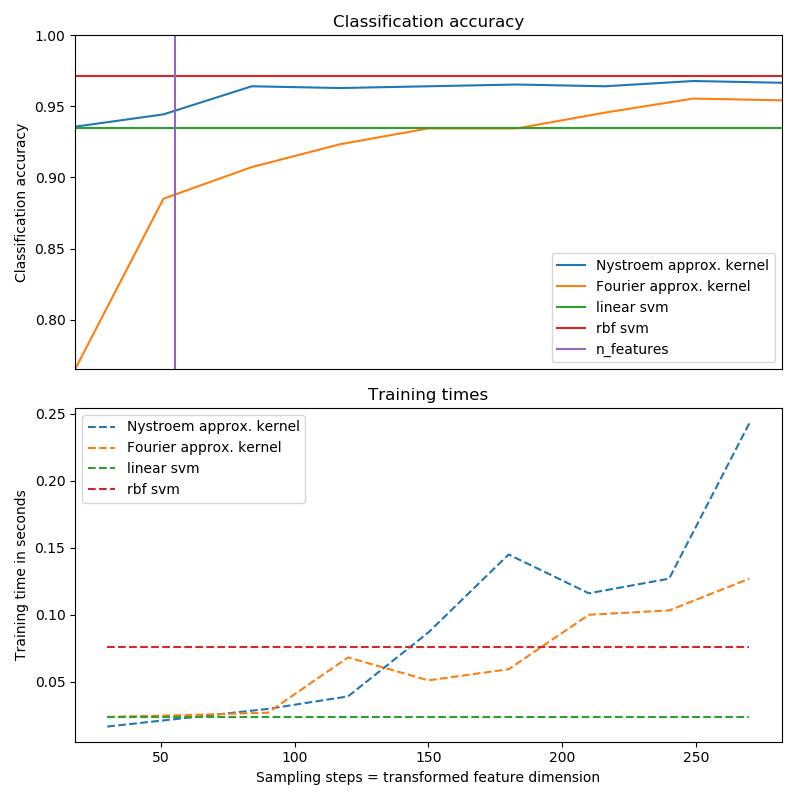 Classification accuracy
1.00
0.95
0.90
0.85
0.80
Classification accuracy
Nystroem approx. kernel
Fourier approx. kernel
linear svm
rbf svm
n_features
Training times
0.25
0.20
0.15
0.10
0.05
Training time in seconds
Nystroem approx. kernel
Fourier approx. kernel
linear svm
rbf svm
50 100 150 200 250
Sampling steps = transformed feature dimension